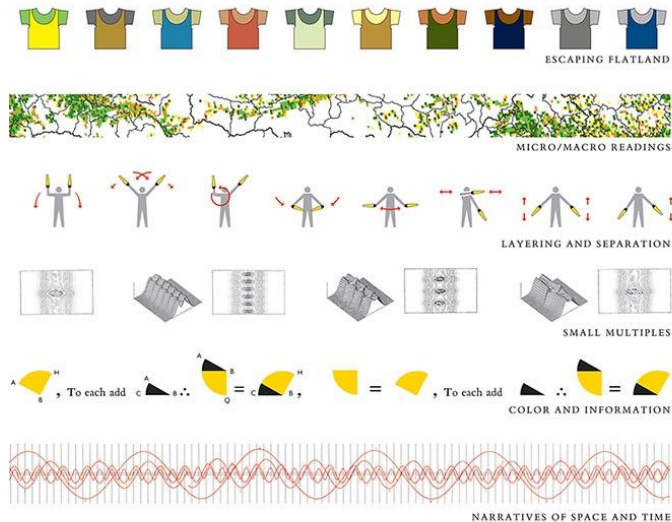 ESCAPING FLATLAND
MICRO/MACRO READINGS
LAYERING AND SEPARATION
SMALL MULTIPLES
A H B , To each add A C B ∴ A B Q = C B H , = , To each add ∴ =
COLOR AND INFORMATION
NARRATIVES OF SPACE AND TIME